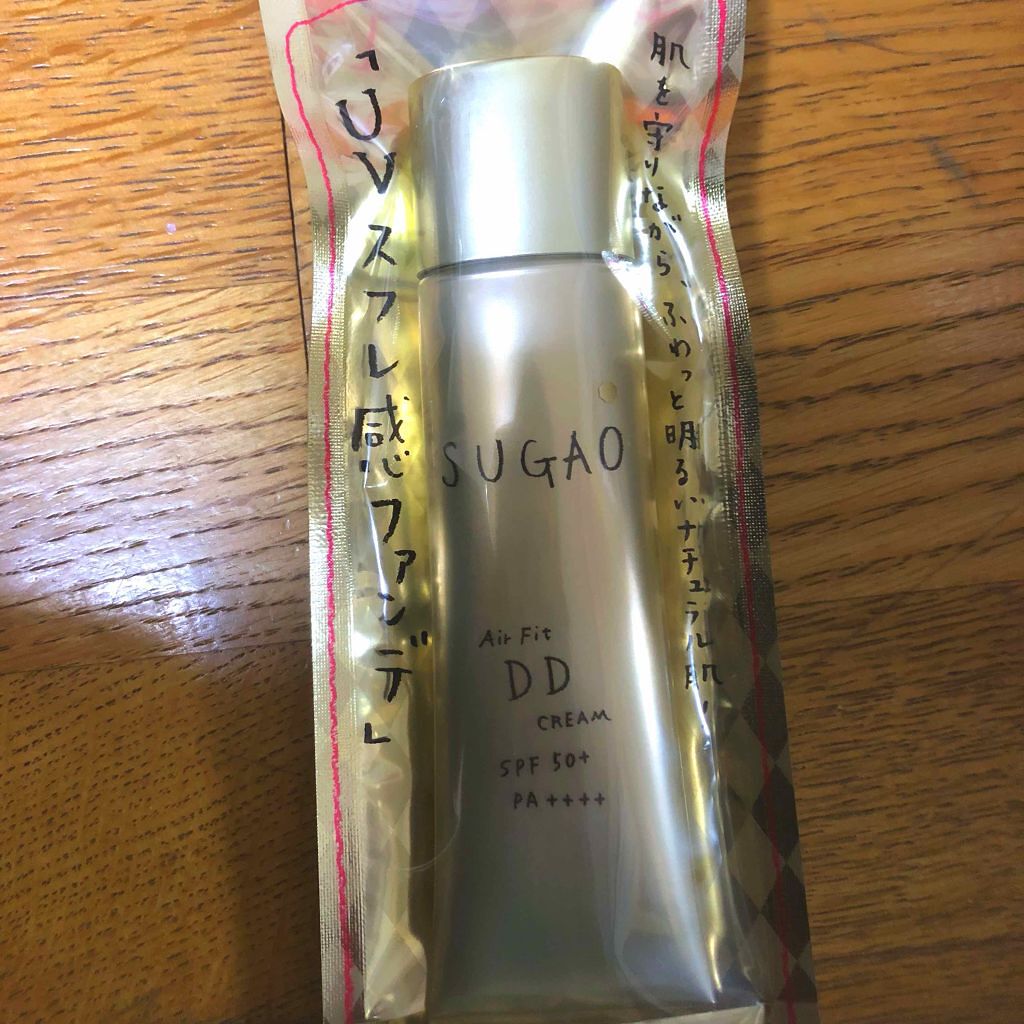 肌を守りながら、ふわっと明るいナチュラル肌!
「UVスフレ感ファンデ」
SUGAO
Air Fit
DD
CREAM
SPF 50+
PA++++